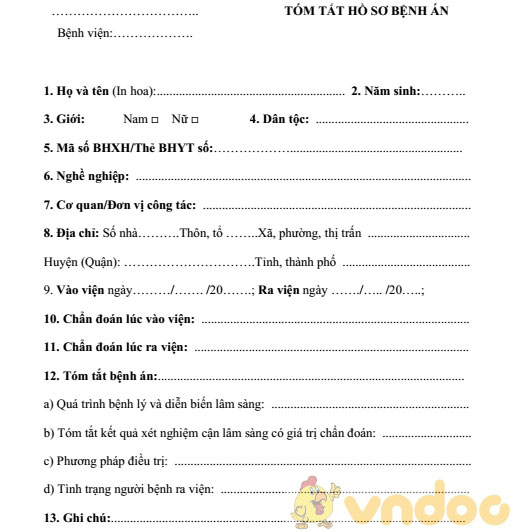 …………………………….. TÓM TẮT HỒ SƠ BỆNH ÁN
Bệnh viện:……………….
1. Họ và tên (In hoa):............................................................ 2. Năm sinh:………..
3. Giới: Nam □ Nữ □ 4. Dân tộc: .................................................
5. Mã số BHXH/Thẻ BHYT số:………………........................................................
6. Nghề nghiệp: ...........................................................................................................
7. Cơ quan/Đơn vị công tác: .....................................................................................
8. Địa chỉ: Số nhà……….Thôn, tổ ……..Xã, phường, thị trấn ................................
Huyện (Quận): ………………………….Tỉnh, thành phố ........................................
9. Vào viện ngày………/……. /20…….; Ra viện ngày ……./….. /20…..;
10. Chẩn đoán lúc vào viện: .....................................................................................
11. Chẩn đoán lúc ra viện: .......................................................................................
12. Tóm tắt bệnh án:..................................................................................................
a) Quá trình bệnh lý và diễn biến lâm sàng: ...............................................................
b) Tóm tắt kết quả xét nghiệm cận lâm sàng có giá trị chẩn đoán: ............................
c) Phương pháp điều trị: ..............................................................................................
d) Tình trạng người bệnh ra viện: ...............................................................................
13. Ghi chú:.................................................................................................................
vndoc